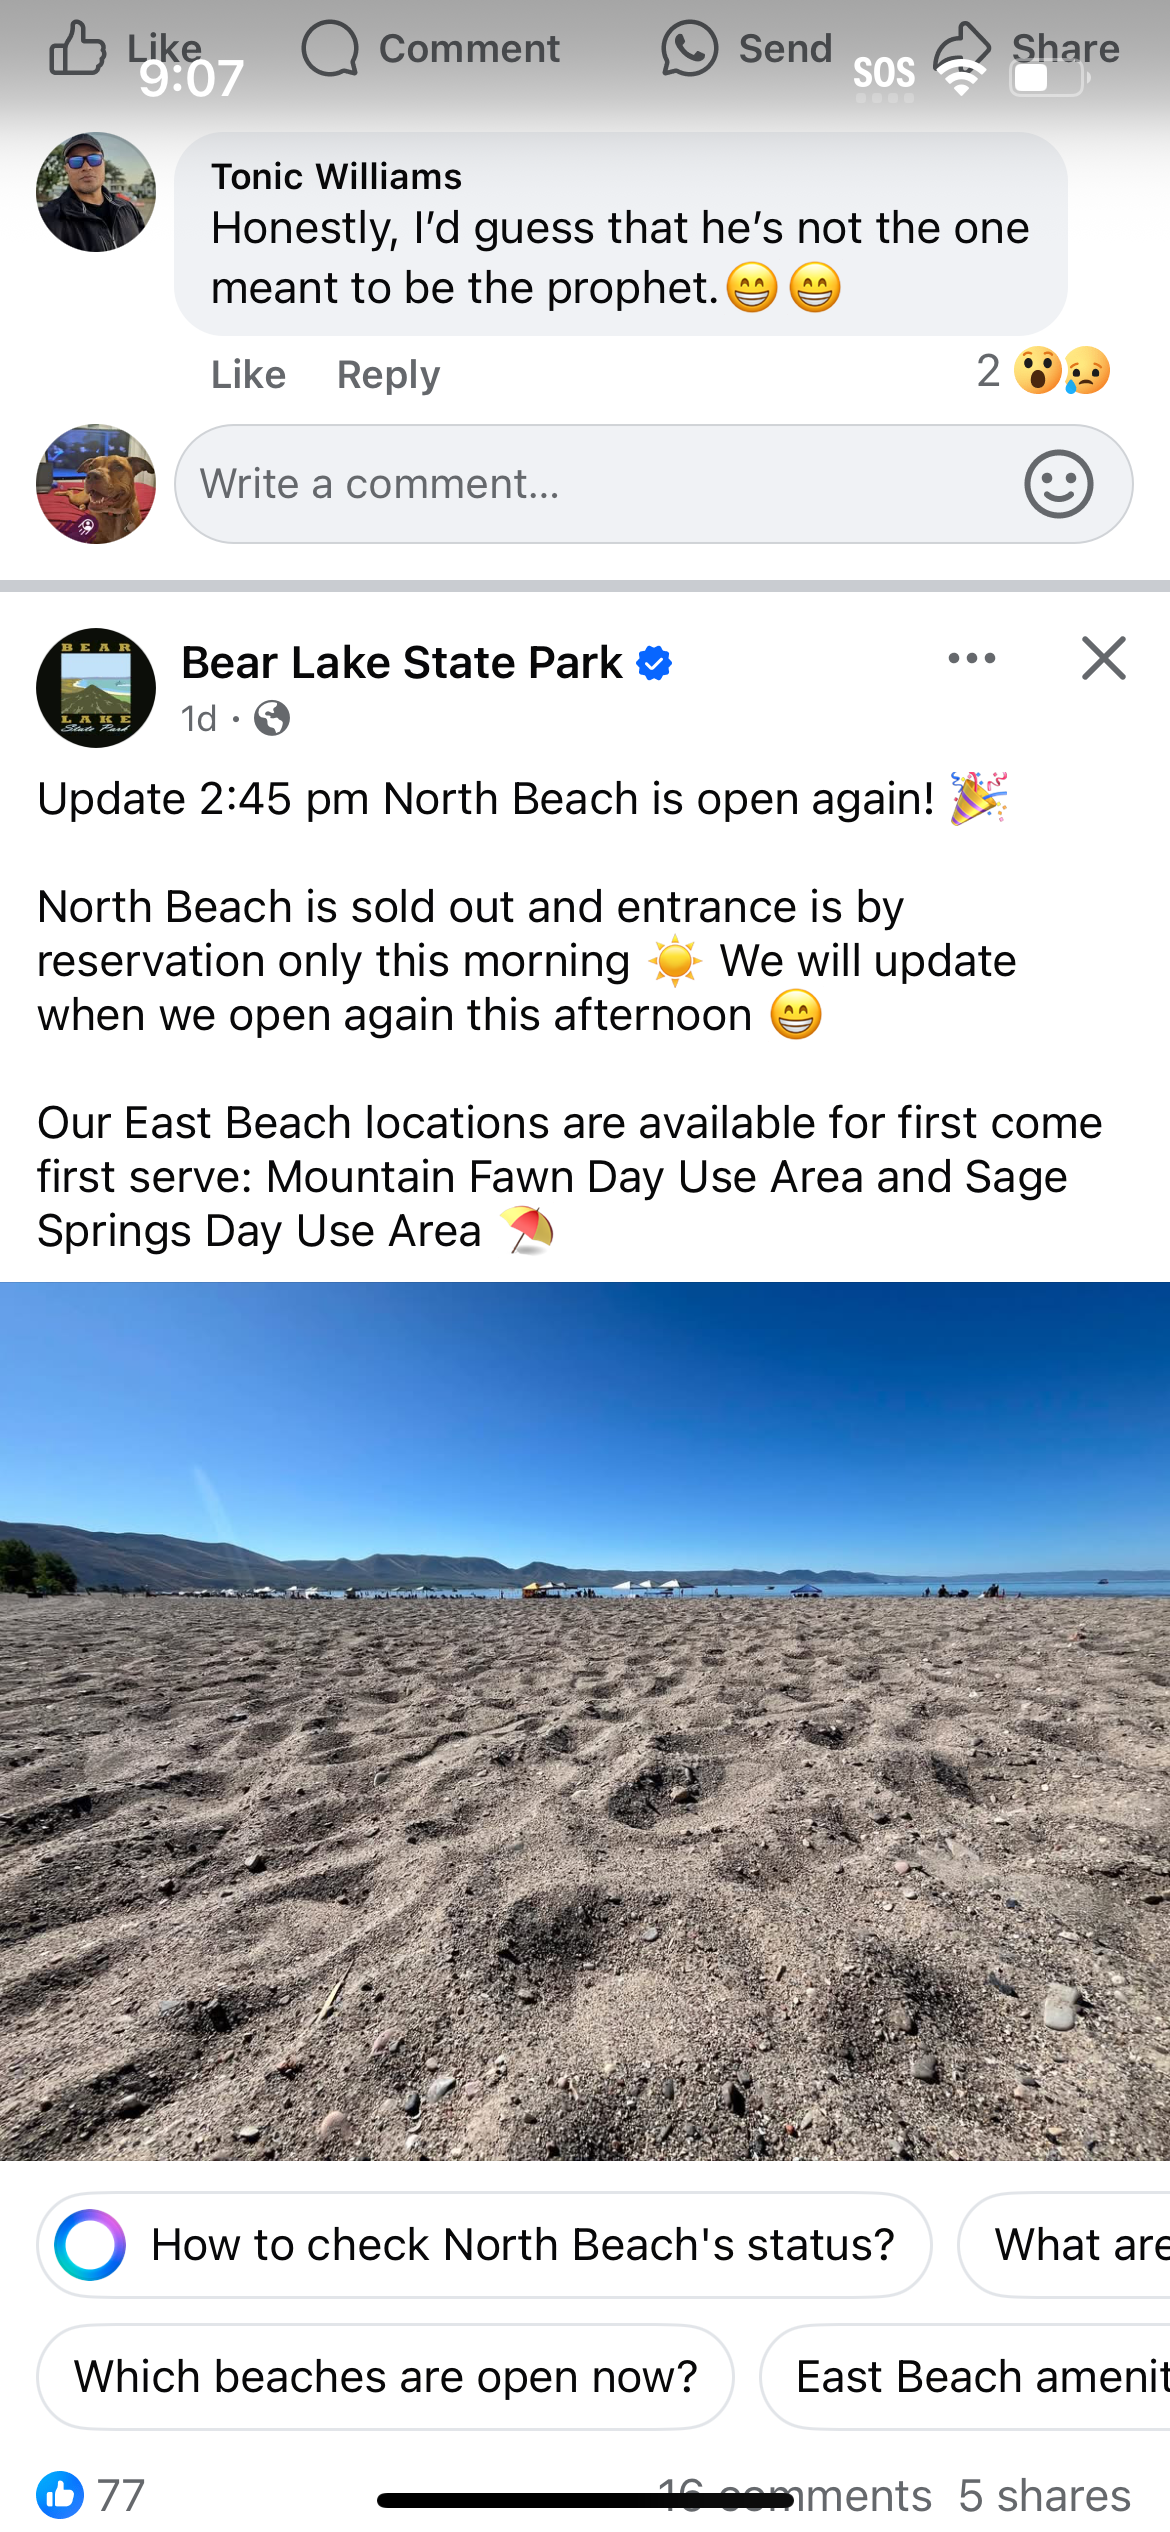 Like Comment Send Share
9:07 SOS
Tonic Williams
Honestly, I’d guess that he’s not the one
meant to be the prophet.😁😁
Like Reply 2
Write a comment...
BEAR
LAKE
State Park
Bear Lake State Park
1d ·
Update 2:45 pm North Beach is open again! 🎉
North Beach is sold out and entrance is by
reservation only this morning ☀️ We will update
when we open again this afternoon 😁
Our East Beach locations are available for first come
first serve: Mountain Fawn Day Use Area and Sage
Springs Day Use Area ⛱️
How to check North Beach's status? What are
Which beaches are open now? East Beach amenit
77 16 comments 5 shares